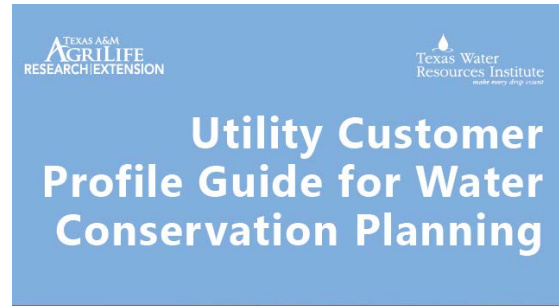 TEXAS A&M
AGRILIFE
RESEARCH | EXTENSION
Texas Water
Resources Institute
make every drop count
Utility Customer
Profile Guide for Water
Conservation Planning